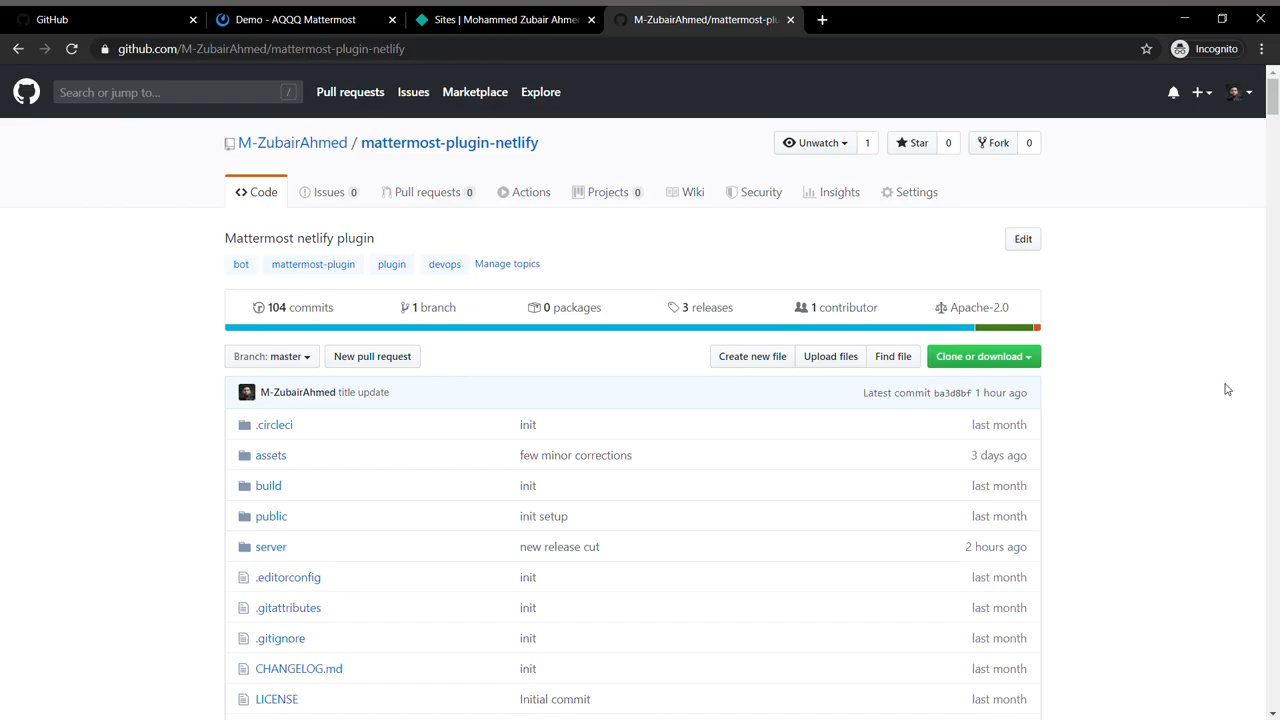 GitHub
Demo - AQQQ Mattermost
Sites | Mohammed Zubair Ahme
M-ZubairAhmed/mattermost-plu
github.com/M-ZubairAhmed/mattermost-plugin-netlify
Incognito
Search or jump to...
/
Pull requests
Issues
Marketplace
Explore
M-ZubairAhmed / mattermost-plugin-netlify
Unwatch 1
Star 0
Fork 0
Code
Issues 0
Pull requests 0
Actions
Projects 0
Wiki
Security
Insights
Settings
Mattermost netlify plugin
Edit
bot
mattermost-plugin
plugin
devops
Manage topics
104 commits
1 branch
0 packages
3 releases
1 contributor
Apache-2.0
Branch: master
New pull request
Create new file
Upload files
Find file
Clone or download
M-ZubairAhmed title update
Latest commit ba3d8bf 1 hour ago
.circleci init last month
assets few minor corrections 3 days ago
build init last month
public init setup last month
server new release cut 2 hours ago
.editorconfig init last month
.gitattributes init last month
.gitignore init last month
CHANGELOG.md init last month
LICENSE Initial commit last month